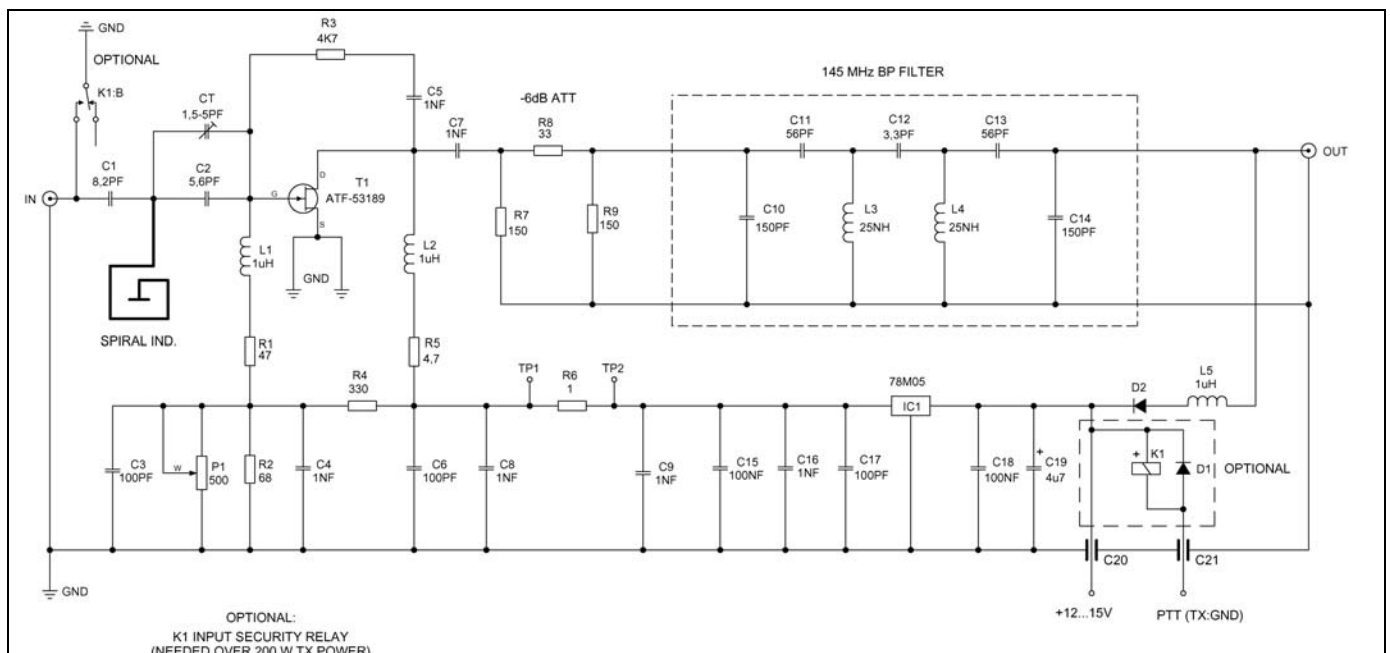 GND
OPTIONAL
K1:B
CT
1,5-5PF
R3
4K7
C5
1NF
-6dB ATT
145 MHz BP FILTER
C7
1NF
R8
33
C11
56PF
C12
3,3PF
C13
56PF
OUT
IN
C1
8,2PF
C2
5,6PF
G
D
S
T1
ATF-53189
R7
150
R9
150
C10
150PF
L3
25NH
L4
25NH
C14
150PF
L1
1uH
L2
1uH
GND
SPIRAL IND.
R1
47
R4
330
R5
4,7
TP1
R6
1
TP2
78M05
IC1
D2
L5
1uH
C3
100PF
W
P1
500
R2
68
C4
1NF
C6
100PF
C8
1NF
C9
1NF
C15
100NF
C16
1NF
C17
100PF
C18
100NF
+
C19
4u7
+
K1
D1
OPTIONAL
C20
C21
GND
+12...15V
PTT (TX:GND)
OPTIONAL:
K1 INPUT SECURITY RELAY
(NEEDED OVER 200 W TX POWER)